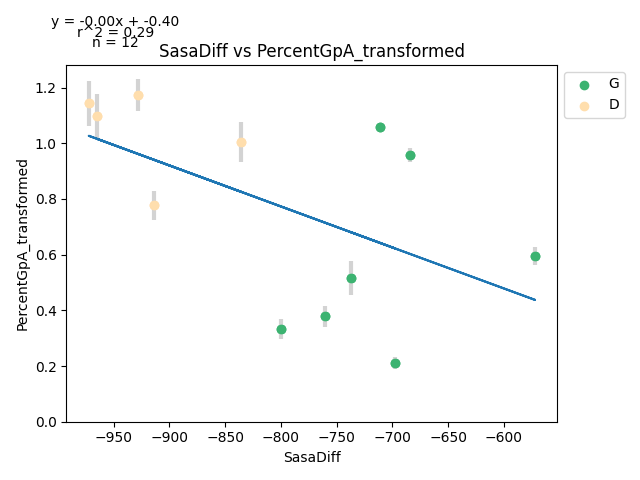 y = -0.00x + -0.40
r^2 = 0.29
n = 12
SasaDiff vs PercentGpA_transformed
G
D
PercentGpA_transformed
1.2
1.0
0.8
0.6
0.4
0.2
0.0
−950 −900 −850 −800 −750 −700 −650 −600
SasaDiff